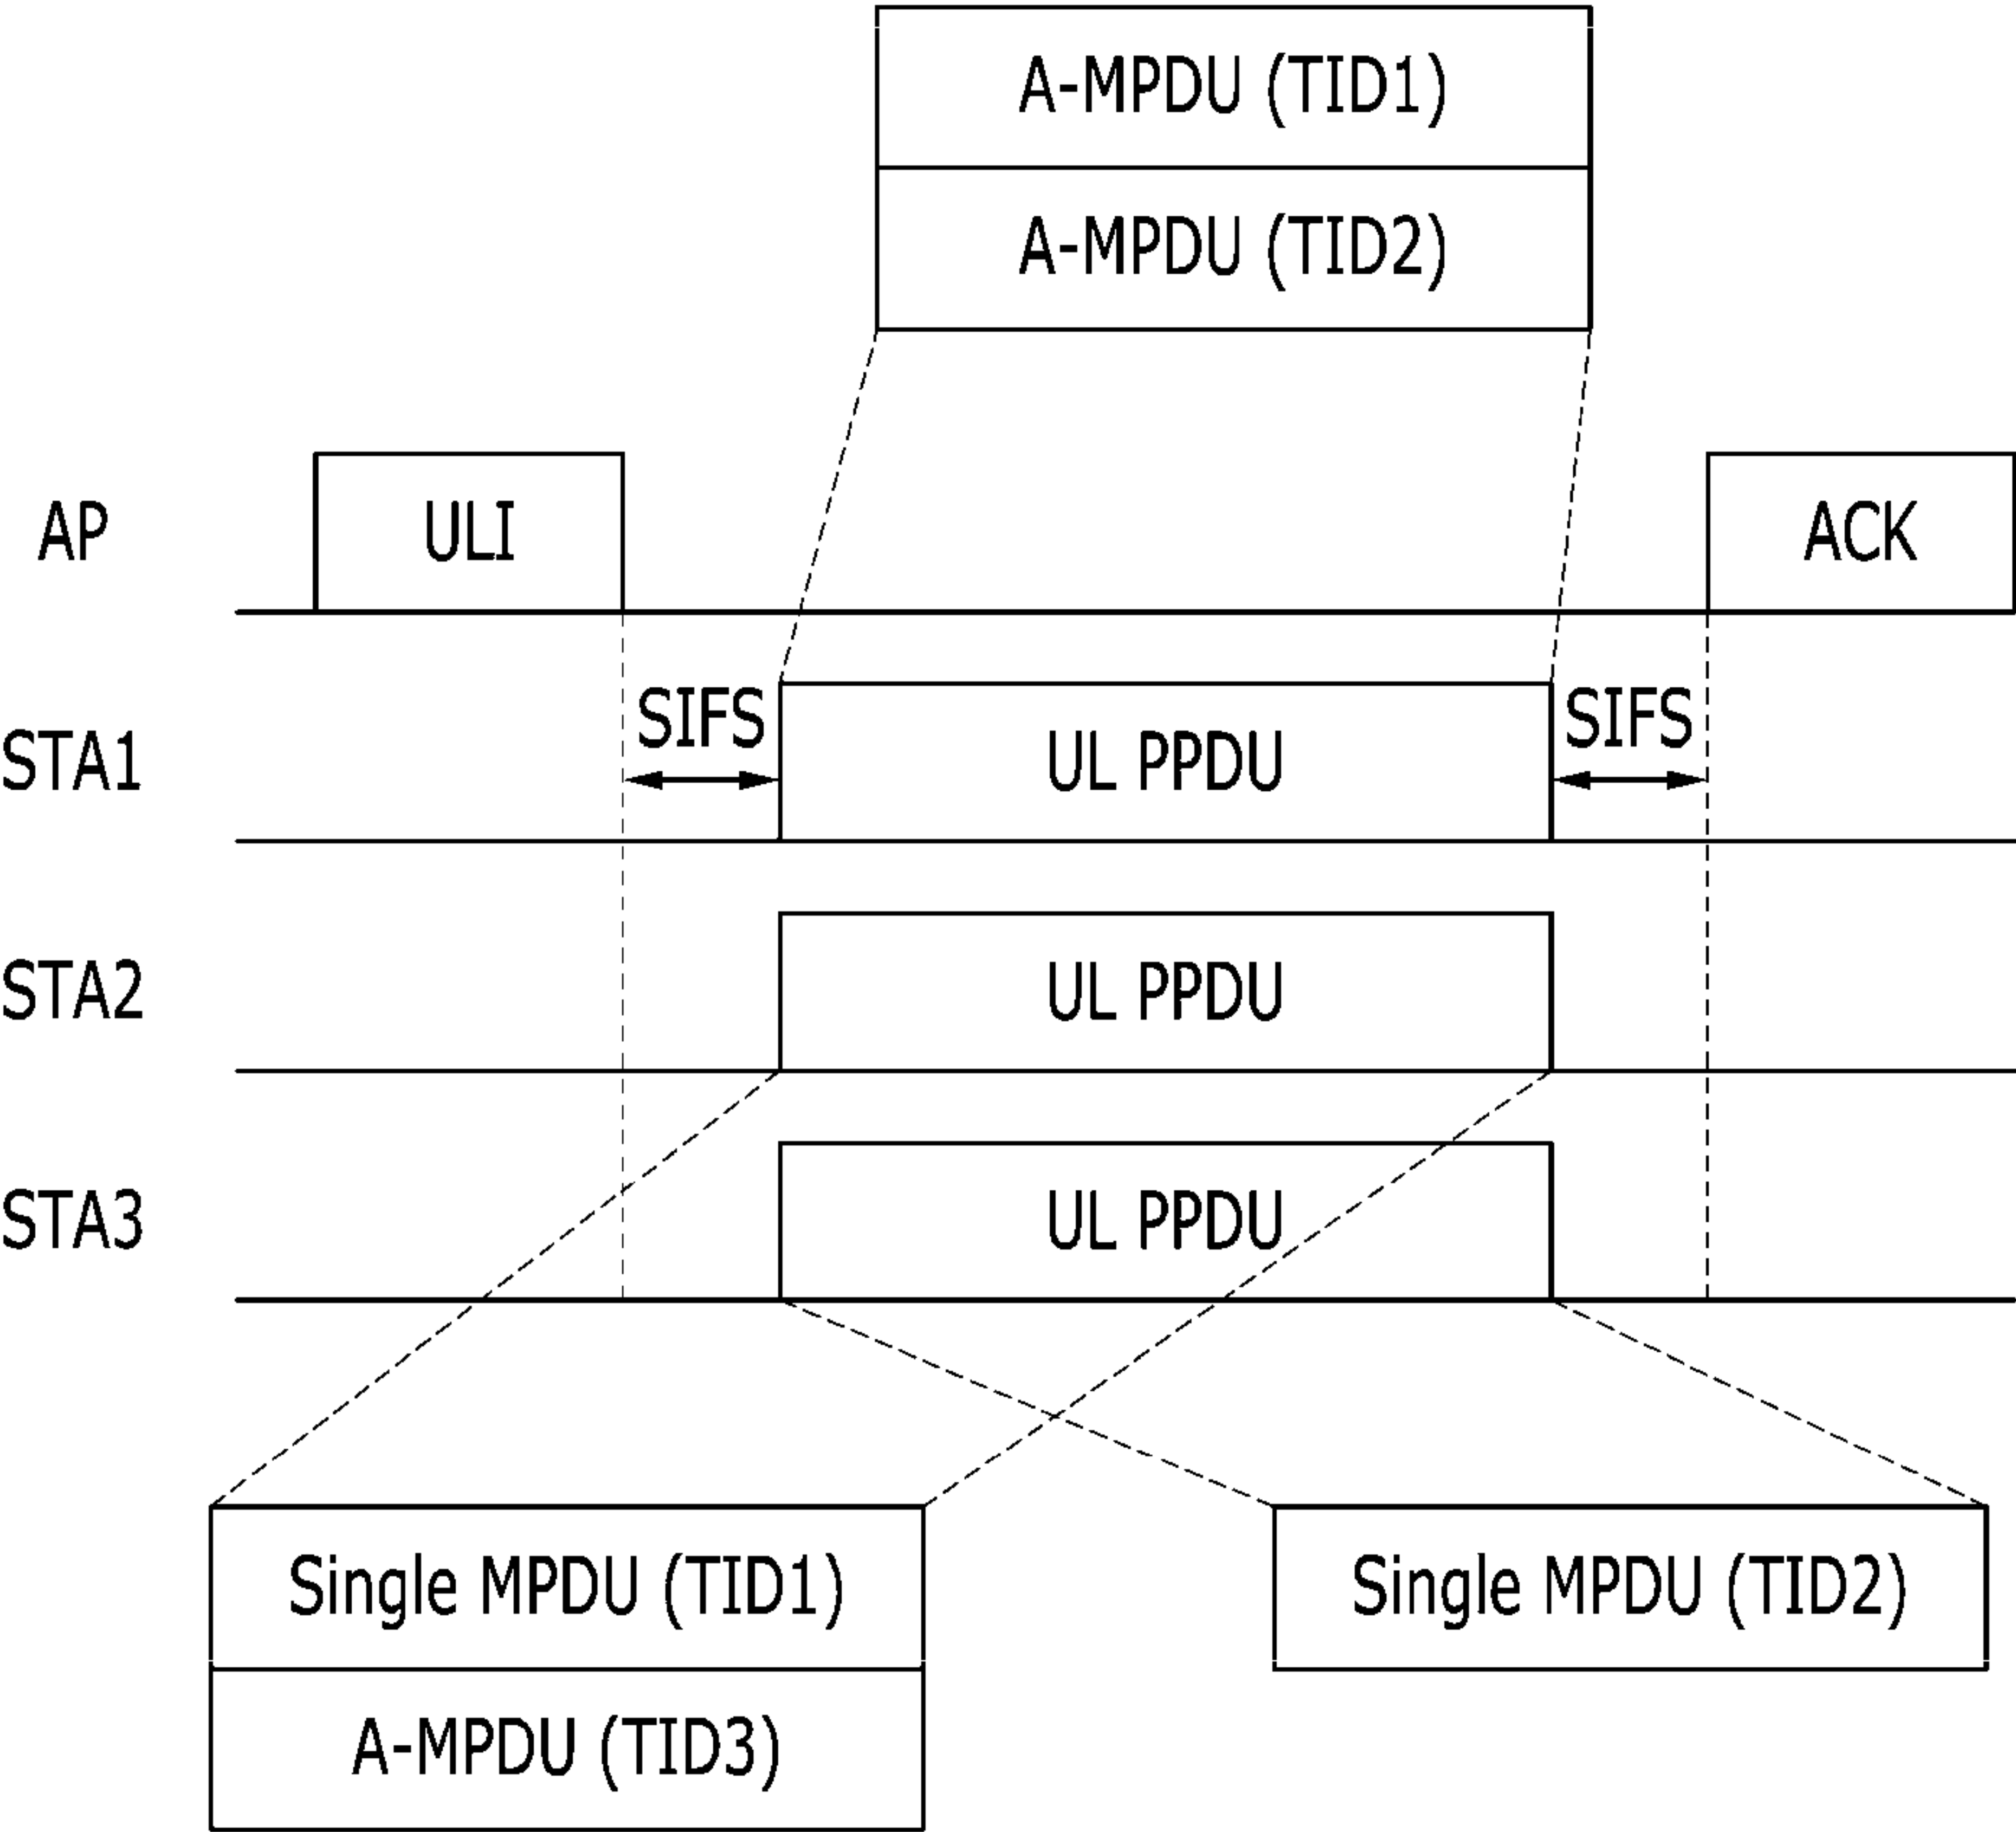 A-MPDU (TID1)
A-MPDU (TID2)
AP
ULI
ACK
STA1
SIFS
UL PPDU
SIFS
STA2
UL PPDU
STA3
UL PPDU
Single MPDU (TID1)
Single MPDU (TID2)
A-MPDU (TID3)